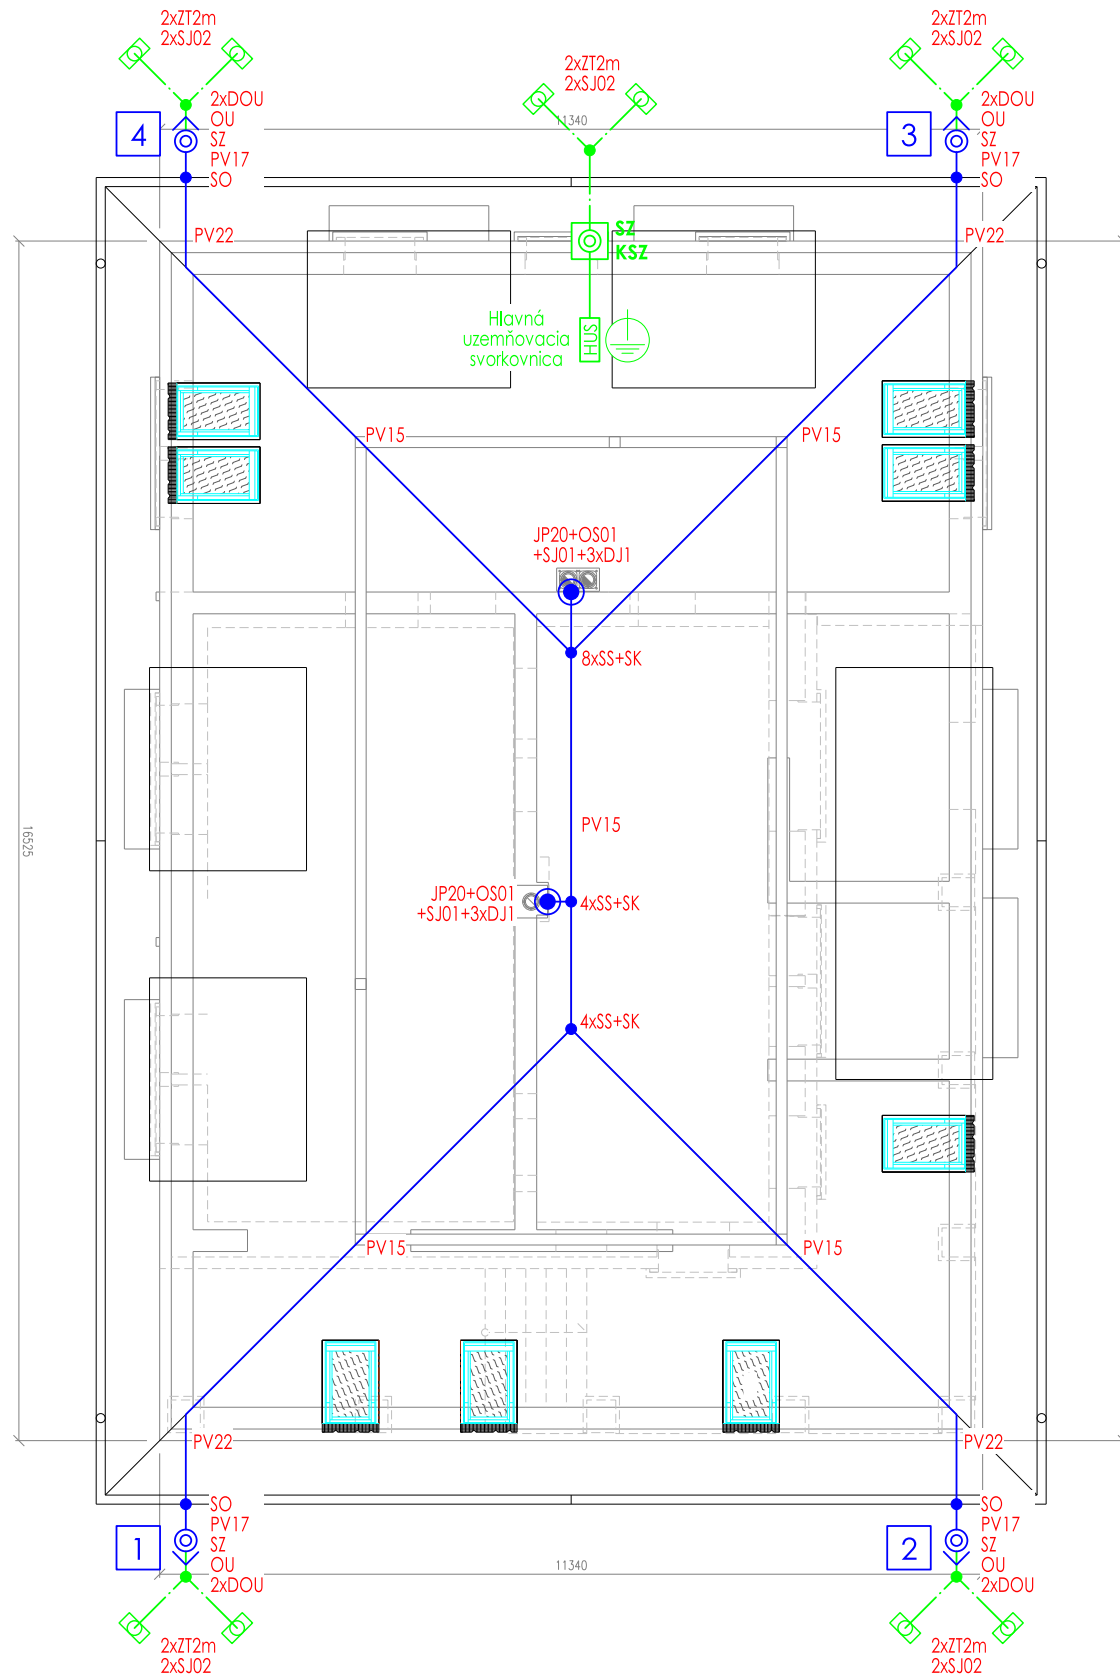 2xZT2m
2xSJ02
2xZT2m
2xSJ02
2xZT2m
2xSJ02
4
2xDOU
OU
SZ
PV17
SO
11340
3
2xDOU
OU
SZ
PV17
SO
PV22
SZ
KSZ
PV22
Hlavná
uzemňovacia
svorkovnica
HUS
PV15
PV15
JP20+OS01
+SJ01+3xDJ1
8xSS+SK
PV15
16525
JP20+OS01
+SJ01+3xDJ1
4xSS+SK
4xSS+SK
PV15
PV15
PV22
PV22
1
SO
PV17
SZ
OU
2xDOU
11340
2
SO
PV17
SZ
OU
2xDOU
2xZT2m
2xSJ02
2xZT2m
2xSJ02